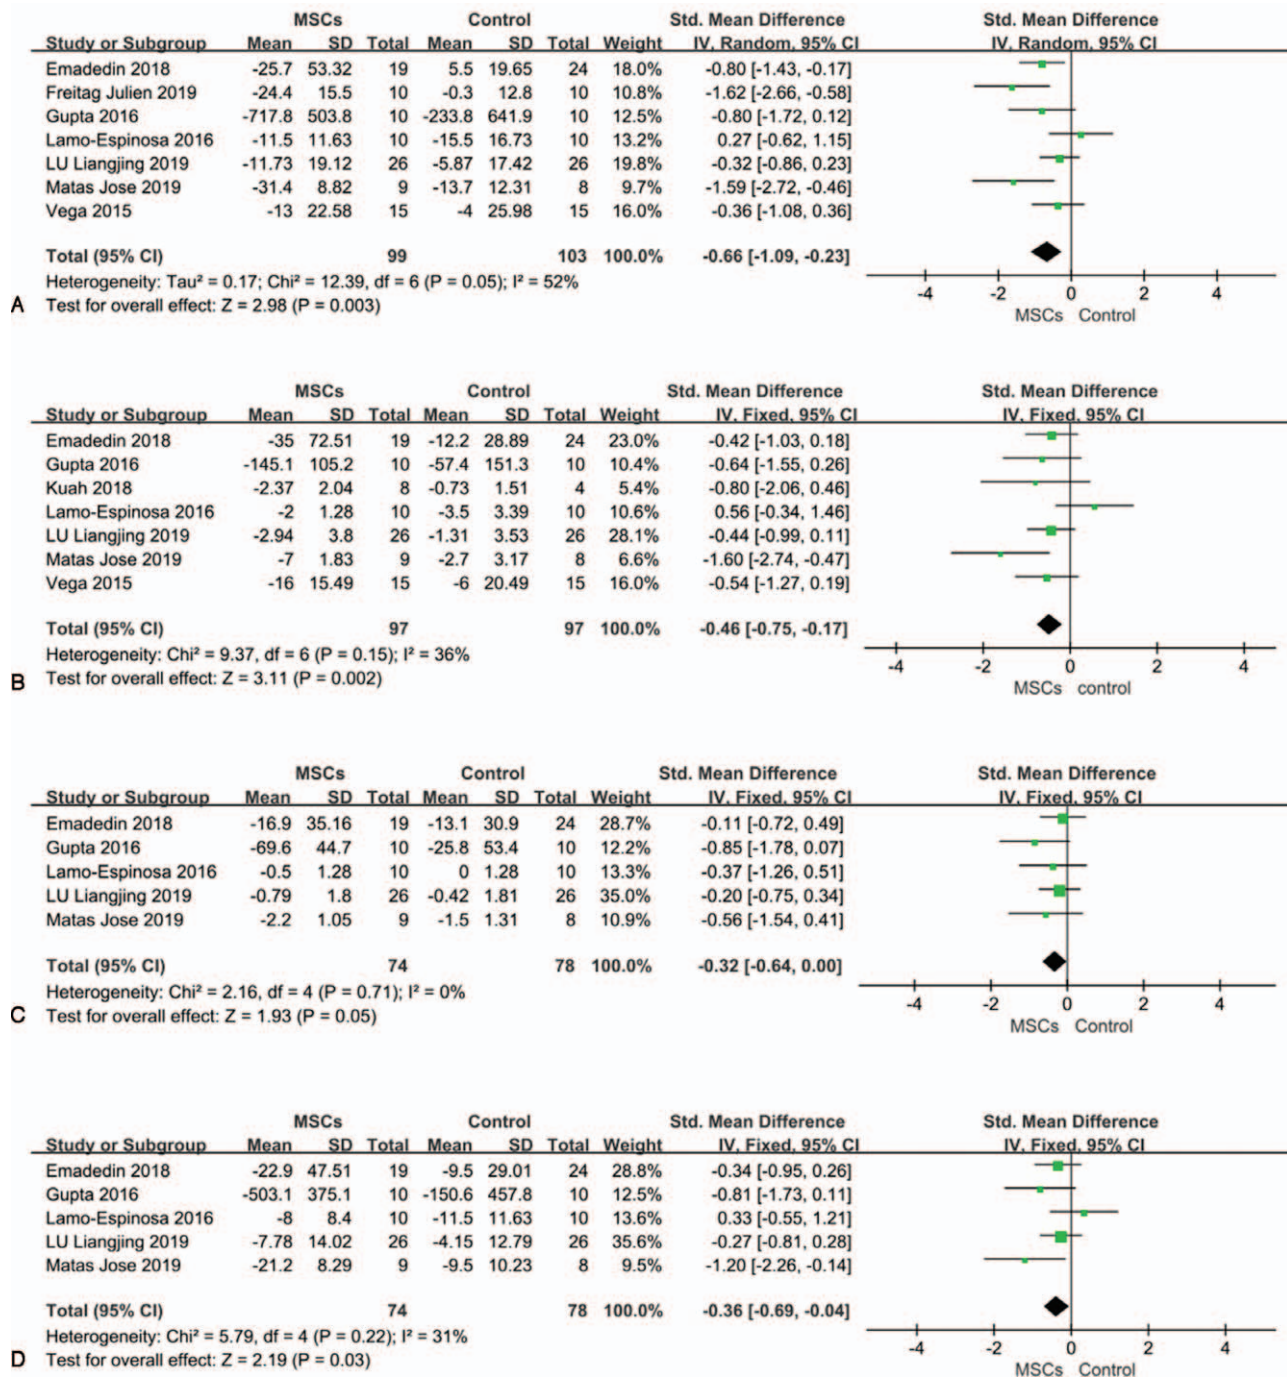 MSCs Control Std. Mean Difference Std. Mean Difference
Study or Subgroup Mean SD Total Mean SD Total Weight IV, Random, 95% CI IV, Random, 95% CI
Emadedin 2018 -25.7 53.32 19 5.5 19.65 24 18.0% -0.80 [-1.43, -0.17]
Freitag Julien 2019 -24.4 15.5 10 -0.3 12.8 10 10.8% -1.62 [-2.66, -0.58]
Gupta 2016 -717.8 503.8 10 -233.8 641.9 10 12.5% -0.80 [-1.72, 0.12]
Lamo-Espinosa 2016 -11.5 11.63 10 -15.5 16.73 10 13.2% 0.27 [-0.62, 1.15]
LU Liangjing 2019 -11.73 19.12 26 -5.87 17.42 26 19.8% -0.32 [-0.86, 0.23]
Matas Jose 2019 -31.4 8.82 9 -13.7 12.31 8 9.7% -1.59 [-2.72, -0.46]
Vega 2015 -13 22.58 15 -4 25.98 15 16.0% -0.36 [-1.08, 0.36]
Total (95% CI) 99 103 100.0% -0.66 [-1.09, -0.23]
Heterogeneity: Tau² = 0.17; Chi² = 12.39, df = 6 (P = 0.05); I² = 52%
-4 -2 0 2 4
A Test for overall effect: Z = 2.98 (P = 0.003)
MSCs Control
MSCs Control Std. Mean Difference Std. Mean Difference
Study or Subgroup Mean SD Total Mean SD Total Weight IV, Fixed, 95% CI IV, Fixed, 95% CI
Emadedin 2018 -35 72.51 19 -12.2 28.89 24 23.0% -0.42 [-1.03, 0.18]
Gupta 2016 -145.1 105.2 10 -57.4 151.3 10 10.4% -0.64 [-1.55, 0.26]
Kuah 2018 -2.37 2.04 8 -0.73 1.51 4 5.4% -0.80 [-2.06, 0.46]
Lamo-Espinosa 2016 -2 1.28 10 -3.5 3.39 10 10.6% 0.56 [-0.34, 1.46]
LU Liangjing 2019 -2.94 3.8 26 -1.31 3.53 26 28.1% -0.44 [-0.99, 0.11]
Matas Jose 2019 -7 1.83 9 -2.7 3.17 8 6.6% -1.60 [-2.74, -0.47]
Vega 2015 -16 15.49 15 -6 20.49 15 16.0% -0.54 [-1.27, 0.19]
Total (95% CI) 97 97 100.0% -0.46 [-0.75, -0.17]
Heterogeneity: Chi² = 9.37, df = 6 (P = 0.15); I² = 36%
-4 -2 0 2 4
B Test for overall effect: Z = 3.11 (P = 0.002)
MSCs control
MSCs Control Std. Mean Difference Std. Mean Difference
Study or Subgroup Mean SD Total Mean SD Total Weight IV, Fixed, 95% CI IV, Fixed, 95% CI
Emadedin 2018 -16.9 35.16 19 -13.1 30.9 24 28.7% -0.11 [-0.72, 0.49]
Gupta 2016 -69.6 44.7 10 -25.8 53.4 10 12.2% -0.85 [-1.78, 0.07]
Lamo-Espinosa 2016 -0.5 1.28 10 0 1.28 10 13.3% -0.37 [-1.26, 0.51]
LU Liangjing 2019 -0.79 1.8 26 -0.42 1.81 26 35.0% -0.20 [-0.75, 0.34]
Matas Jose 2019 -2.2 1.05 9 -1.5 1.31 8 10.9% -0.56 [-1.54, 0.41]
Total (95% CI) 74 78 100.0% -0.32 [-0.64, 0.00]
Heterogeneity: Chi² = 2.16, df = 4 (P = 0.71); I² = 0%
-4 -2 0 2 4
C Test for overall effect: Z = 1.93 (P = 0.05)
MSCs Control
MSCs Control Std. Mean Difference Std. Mean Difference
Study or Subgroup Mean SD Total Mean SD Total Weight IV, Fixed, 95% CI IV, Fixed, 95% CI
Emadedin 2018 -22.9 47.51 19 -9.5 29.01 24 28.8% -0.34 [-0.95, 0.26]
Gupta 2016 -503.1 375.1 10 -150.6 457.8 10 12.5% -0.81 [-1.73, 0.11]
Lamo-Espinosa 2016 -8 8.4 10 -11.5 11.63 10 13.6% 0.33 [-0.55, 1.21]
LU Liangjing 2019 -7.78 14.02 26 -4.15 12.79 26 35.6% -0.27 [-0.81, 0.28]
Matas Jose 2019 -21.2 8.29 9 -9.5 10.23 8 9.5% -1.20 [-2.26, -0.14]
Total (95% CI) 74 78 100.0% -0.36 [-0.69, -0.04]
Heterogeneity: Chi² = 5.79, df = 4 (P = 0.22); I² = 31%
-4 -2 0 2 4
D Test for overall effect: Z = 2.19 (P = 0.03)
MSCs Control